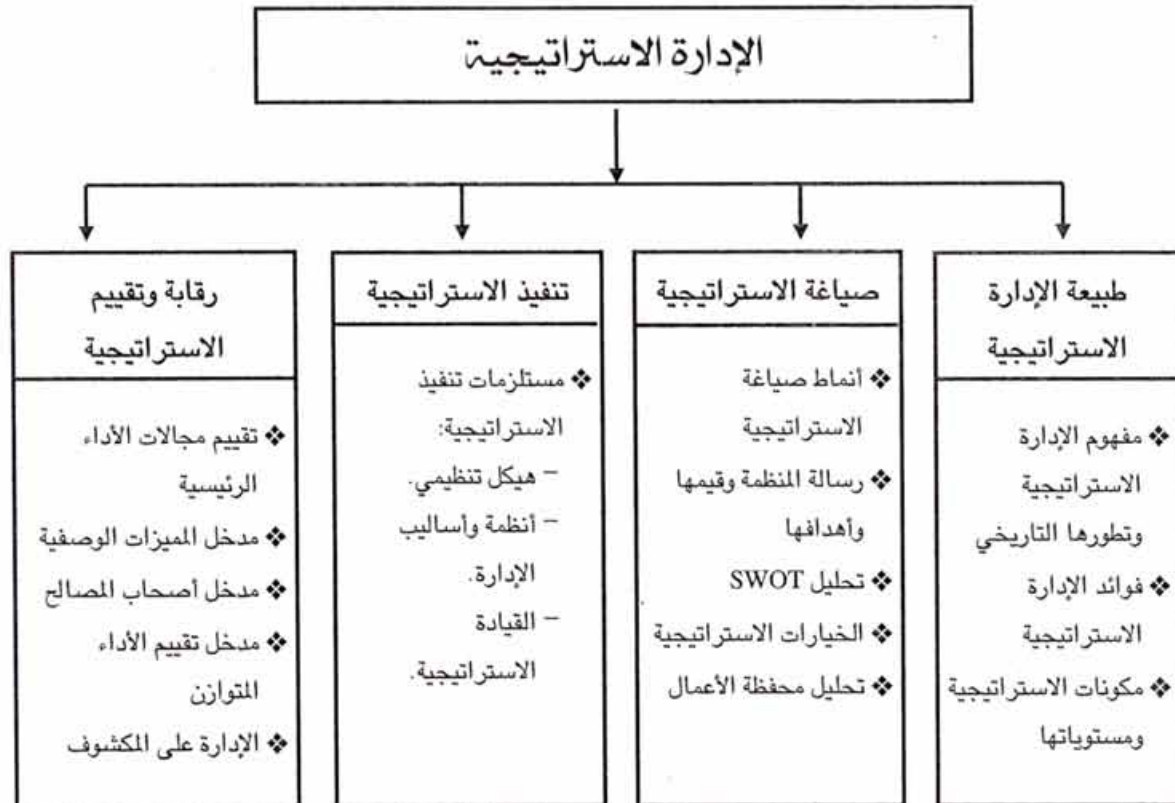 الإدارة الاستراتيجية
طبيعة الإدارة
الاستراتيجية
❖ مفهوم الإدارة
الاستراتيجية
وتطورها التاريخي
❖ فوائد الإدارة
الاستراتيجية
❖ مكونات الاستراتيجية
ومستوياتها
صياغة الاستراتيجية
❖ أنماط صياغة
الاستراتيجية
❖ رسالة المنظمة وقيمها
وأهدافها
❖ تحليل SWOT
❖ الخيارات الاستراتيجية
❖ تحليل محفظة الأعمال
تنفيذ الاستراتيجية
❖ مستلزمات تنفيذ
الاستراتيجية:
– هيكل تنظيمي.
– أنظمة وأساليب
الإدارة.
– القيادة
الاستراتيجية.
رقابة وتقييم
الاستراتيجية
❖ تقييم مجالات الأداء
الرئيسية
❖ مدخل الميزات الوصفية
❖ مدخل أصحاب المصالح
❖ مدخل تقييم الأداء
المتوازن
❖ الإدارة على المكشوف